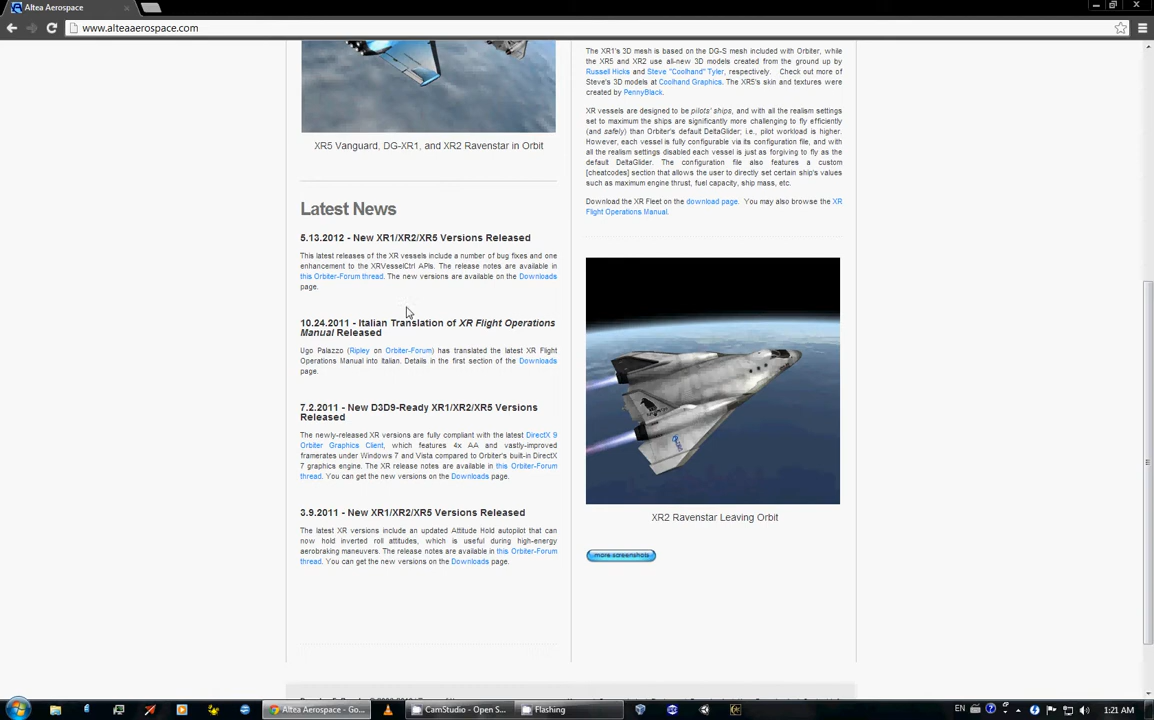 Altea Aerospace
www.alteaaerospace.com
XR5 Vanguard, DG-XR1, and XR2 Ravenstar in Orbit
Latest News
5.13.2012 - New XR1/XR2/XR5 Versions Released
This latest releases of the XR vessels include a number of bug fixes and one
enhancement to the XRVesselCtrl APIs. The release notes are available in
this Orbiter-Forum thread. The new versions are available on the Downloads
page.
10.24.2011 - Italian Translation of XR Flight Operations
Manual Released
Ugo Palazzo (Ripley on Orbiter-Forum) has translated the latest XR Flight
Operations Manual into Italian. Details in the first section of the Downloads
page.
7.2.2011 - New D3D9-Ready XR1/XR2/XR5 Versions
Released
The newly-released XR versions are fully compliant with the latest DirectX 9
Orbiter Graphics Client, which features 4x AA and vastly-improved
framerates under Windows 7 and Vista compared to Orbiter's built-in DirectX
7 graphics engine. The XR release notes are available in this Orbiter-Forum
thread. You can get the new versions on the Downloads page.
3.9.2011 - New XR1/XR2/XR5 Versions Released
The latest XR versions include an updated Attitude Hold autopilot that can
now hold inverted roll attitudes, which is useful during high-energy
aerobraking maneuvers. The release notes are available in this Orbiter-Forum
thread. You can get the new versions on the Downloads page.
The XR1's 3D mesh is based on the DG-S mesh included with Orbiter, while
the XR5 and XR2 use all-new 3D models created from the ground up by
Russell Hicks and Steve "Coolhand" Tyler, respectively. Check out more of
Steve's 3D models at Coolhand Graphics. The XR5's skin and textures were
created by PennyBlack.
XR vessels are designed to be pilots' ships, and with all the realism settings
set to maximum the ships are significantly more challenging to fly efficiently
(and safely) than Orbiter's default DeltaGlider; i.e., pilot workload is higher.
However, each vessel is fully configurable via its configuration file, and with
all the realism settings disabled each vessel is just as forgiving to fly as the
default DeltaGlider. The configuration file also features a custom
[cheatcodes] section that allows the user to directly set certain ship's values
such as maximum engine thrust, fuel capacity, ship mass, etc.
Download the XR Fleet on the download page. You may also browse the XR
Flight Operations Manual.
XR2 Ravenstar Leaving Orbit
more screenshots
Altea Aerospace - Go...
CamStudio - Open S...
Flashing
EN
1:21 AM